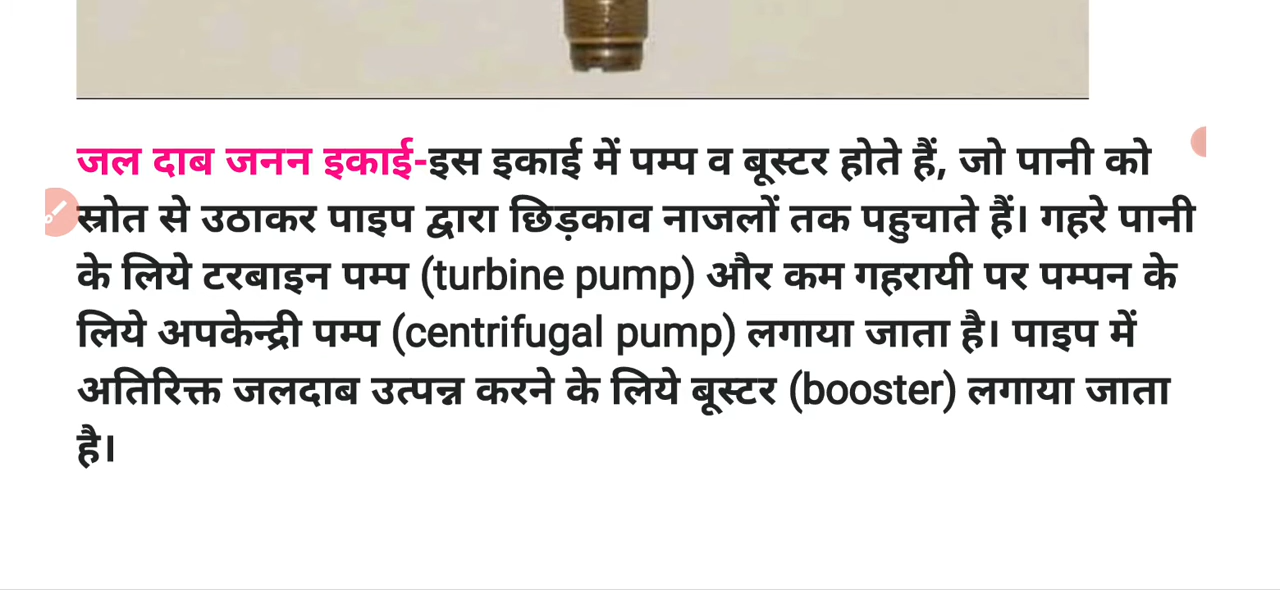 जल दाब जनन इकाई-इस इकाई में पम्प व बूस्टर होते हैं, जो पानी को
स्रोत से उठाकर पाइप द्वारा छिड़काव नाजलों तक पहुचाते हैं। गहरे पानी
के लिये टरबाइन पम्प (turbine pump) और कम गहरायी पर पम्पन के
लिये अपकेन्द्री पम्प (centrifugal pump) लगाया जाता है। पाइप में
अतिरिक्त जलदाब उत्पन्न करने के लिये बूस्टर (booster) लगाया जाता
है।